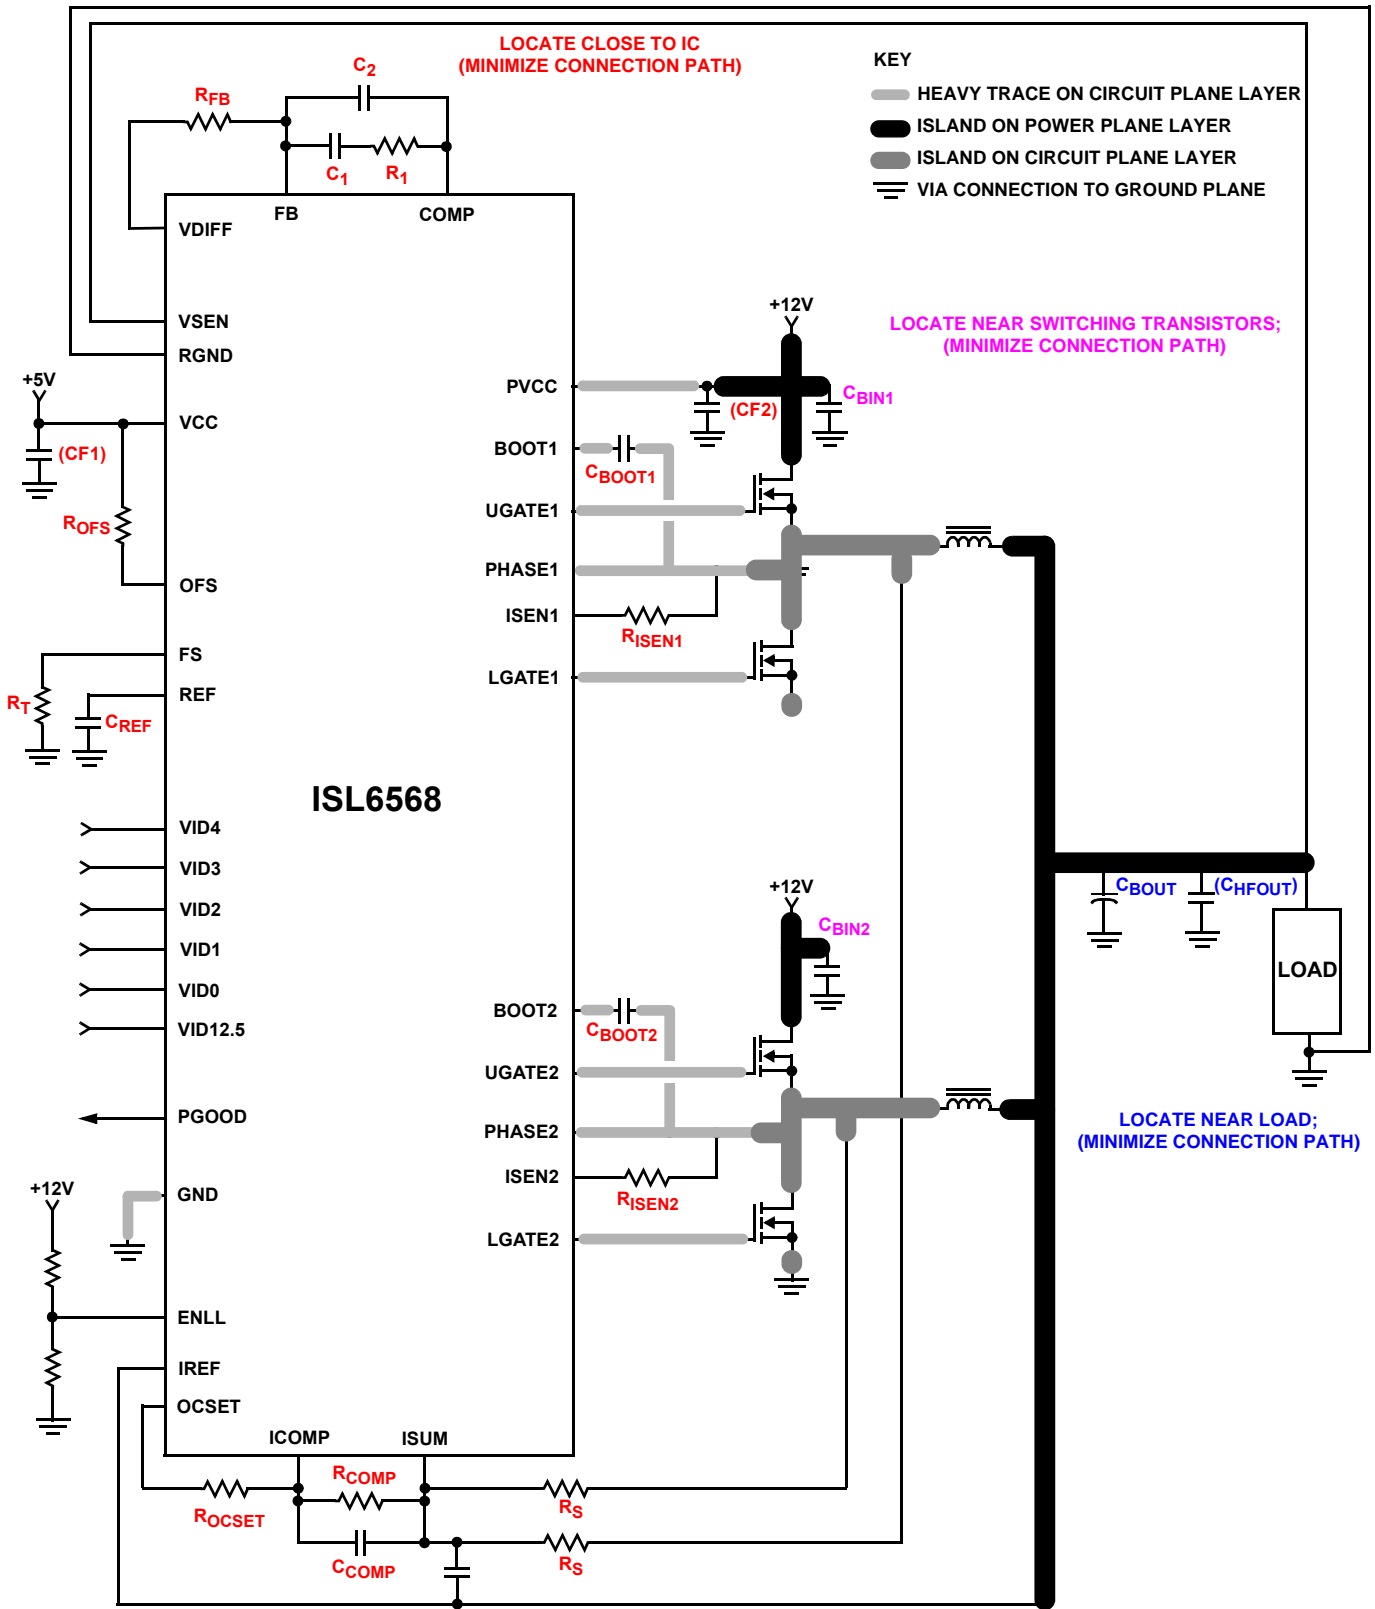 LOCATE CLOSE TO IC
(MINIMIZE CONNECTION PATH)
KEY
HEAVY TRACE ON CIRCUIT PLANE LAYER
ISLAND ON POWER PLANE LAYER
ISLAND ON CIRCUIT PLANE LAYER
VIA CONNECTION TO GROUND PLANE
C2
RFB
C1
R1
FB
COMP
VDIFF
VSEN
RGND
+5V
VCC
(CF1)
ROFS
OFS
FS
REF
RT
CREF
+12V
LOCATE NEAR SWITCHING TRANSISTORS;
(MINIMIZE CONNECTION PATH)
PVCC
(CF2)
CBIN1
BOOT1
CBOOT1
UGATE1
PHASE1
ISEN1
RISEN1
LGATE1
ISL6568
VID4
VID3
VID2
VID1
VID0
VID12.5
PGOOD
+12V
GND
ENLL
IREF
OCSET
+12V
CBIN2
BOOT2
CBOOT2
UGATE2
PHASE2
ISEN2
RISEN2
LGATE2
CBOUT
(CHFOUT)
LOAD
LOCATE NEAR LOAD;
(MINIMIZE CONNECTION PATH)
ICOMP
ISUM
RCOMP
ROCSET
RS
CCOMP
RS